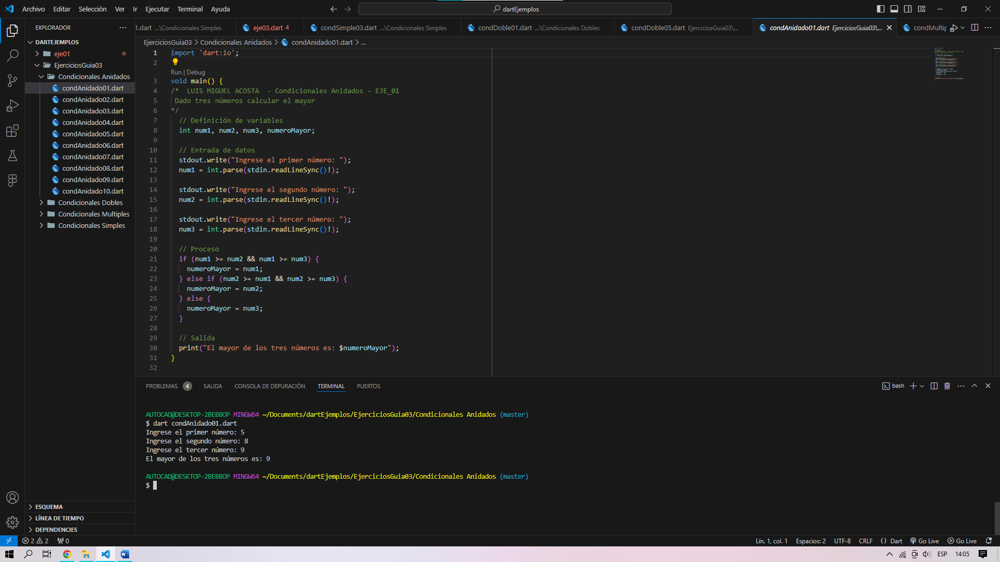 Archivo Editar Selección Ver Ir Ejecutar Terminal Ayuda
dartEjemplos
EXPLORADOR
1.dart ...\Condicionales Simples
eje03.dart 4
condSimple03.dart ...\Condicionales Simples
condDoble01.dart ...\Condicionales Dobles
condDoble05.dart EjerciciosGuia03\...
condAnidado01.dart EjerciciosGuia03\...
condMultip
DARTEJEMPLOS
eje01
EjerciciosGuia03
Condicionales Anidados
condAnidado01.dart
condAnidado02.dart
condAnidado03.dart
condAnidado04.dart
condAnidado05.dart
condAnidado06.dart
condAnidado07.dart
condAnidado08.dart
condAnidado09.dart
condAnidado10.dart
Condicionales Dobles
Condicionales Multiples
Condicionales Simples
ESQUEMA
LÍNEA DE TIEMPO
DEPENDENCIES
EjerciciosGuia03 > Condicionales Anidados > condAnidado01.dart > ...
1 import 'dart:io';
2
Run | Debug
3 void main() {
4 /*  LUIS MIGUEL ACOSTA  - Condicionales Anidados - EJE_01
5  Dado tres números calcular el mayor
6 */
7   // Definición de variables
8   int num1, num2, num3, numeroMayor;
9
10   // Entrada de datos
11   stdout.write("Ingrese el primer número: ");
12   num1 = int.parse(stdin.readLineSync()!);
13
14   stdout.write("Ingrese el segundo número: ");
15   num2 = int.parse(stdin.readLineSync()!);
16
17   stdout.write("Ingrese el tercer número: ");
18   num3 = int.parse(stdin.readLineSync()!);
19
20   // Proceso
21   if (num1 >= num2 && num1 >= num3) {
22     numeroMayor = num1;
23   } else if (num2 >= num1 && num2 >= num3) {
24     numeroMayor = num2;
25   } else {
26     numeroMayor = num3;
27   }
28
29   // Salida
30   print("El mayor de los tres números es: $numeroMayor");
31 }
32
PROBLEMAS 4 SALIDA CONSOLA DE DEPURACIÓN TERMINAL PUERTOS
bash
AUTOCAD@DESKTOP-2BEBBOP MINGW64 ~/Documents/dartEjemplos/EjerciciosGuia03/Condicionales Anidados (master)
$ dart condAnidado01.dart
Ingrese el primer número: 5
Ingrese el segundo número: 8
Ingrese el tercer número: 9
El mayor de los tres números es: 9
AUTOCAD@DESKTOP-2BEBBOP MINGW64 ~/Documents/dartEjemplos/EjerciciosGuia03/Condicionales Anidados (master)
$
2 2 0
Lín. 1, col. 1 Espacios: 2 UTF-8 CRLF {} Dart Go Live Go Live
ESP 14:05